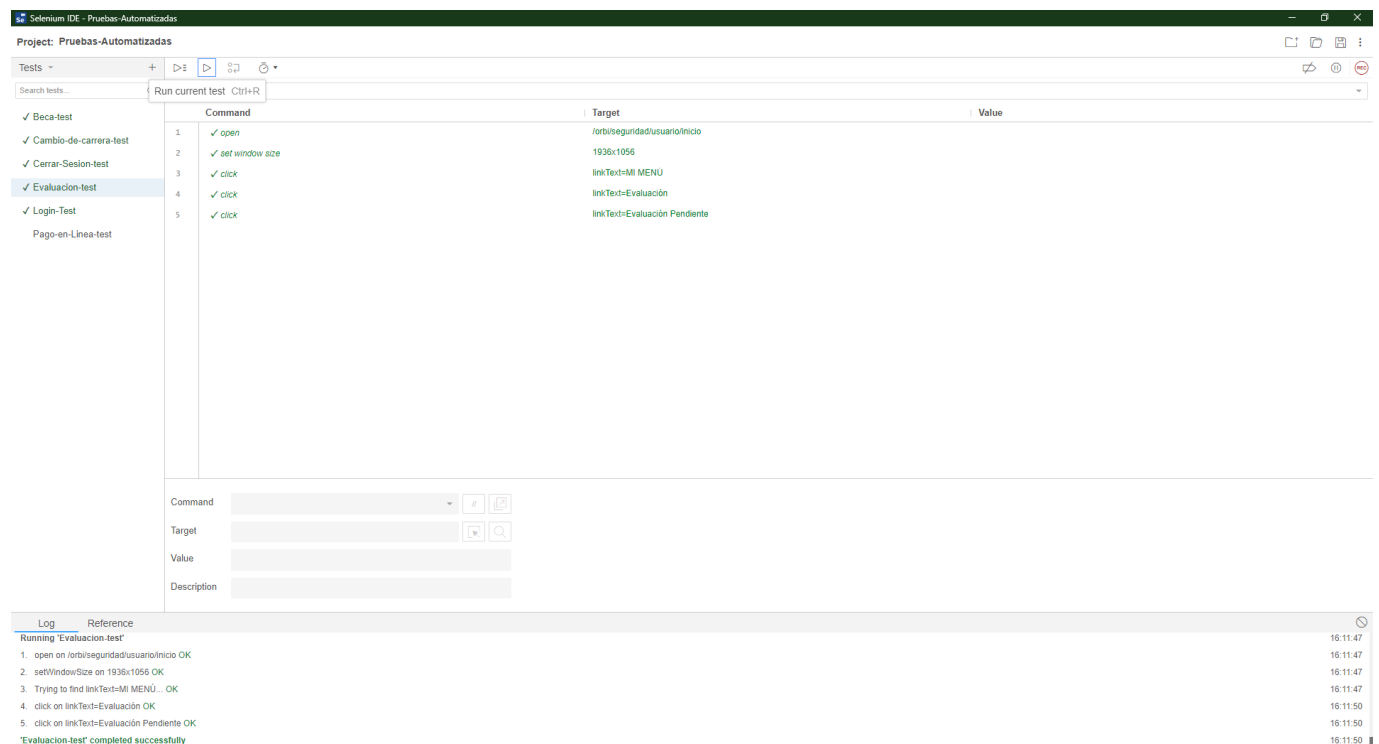 Se Selenium IDE - Pruebas-Automatizadas
Project: Pruebas-Automatizadas
Tests
REC
Search tests...
Run current test Ctrl+R
Command Target Value
Beca-test
Cambio-de-carrera-test
Cerrar-Sesion-test
Evaluacion-test
Login-Test
Pago-en-Linea-test
1 ✓ open /orbi/seguridad/usuario/inicio
2 ✓ set window size 1936x1056
3 ✓ click linkText=MI MENÚ
4 ✓ click linkText=Evaluación
5 ✓ click linkText=Evaluación Pendiente
Command //
Target
Value
Description
Log Reference
Running 'Evaluacion-test' 16:11:47
1. open on /orbi/seguridad/usuario/inicio OK 16:11:47
2. setWindowSize on 1936x1056 OK 16:11:47
3. Trying to find linkText=MI MENÚ... OK 16:11:47
4. click on linkText=Evaluación OK 16:11:50
5. click on linkText=Evaluación Pendiente OK 16:11:50
'Evaluacion-test' completed successfully 16:11:50